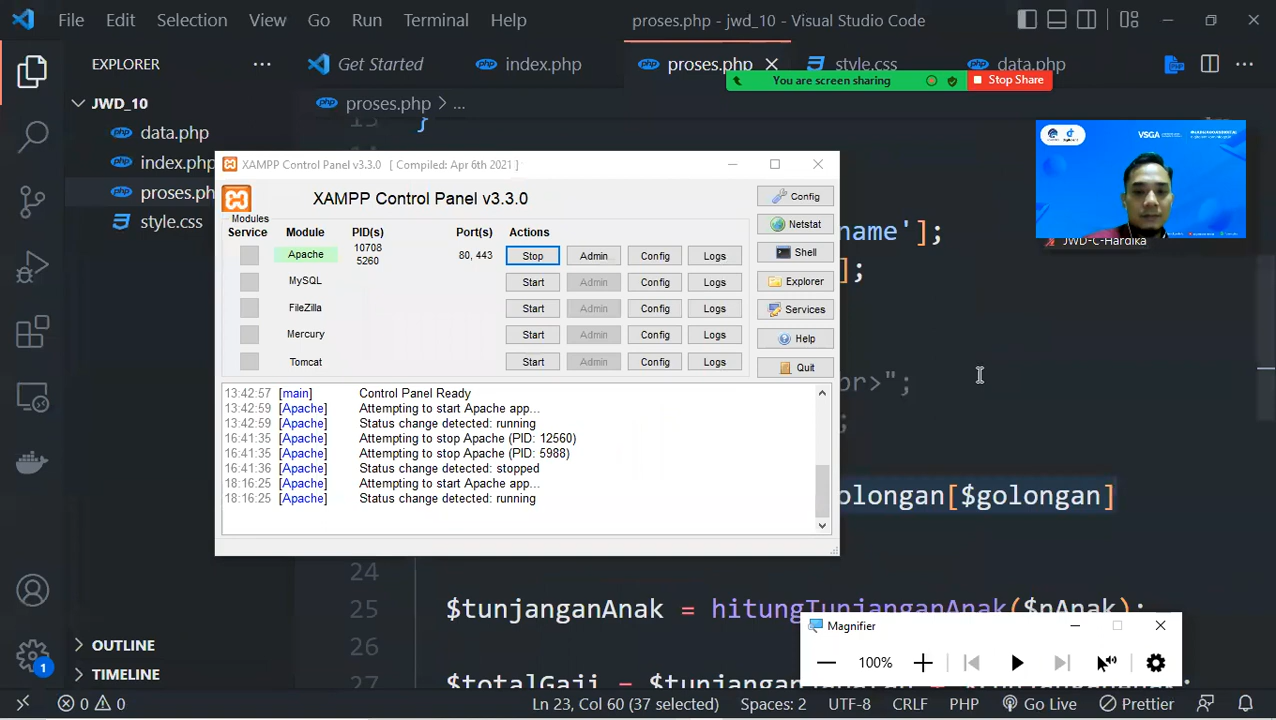 File Edit Selection View Go Run Terminal Help proses.php - jwd_10 - Visual Studio Code
EXPLORER
Get Started index.php proses.php style.css data.php
You are screen sharing Stop Share
JWD_10
proses.php > ...
data.php
index.php
proses.ph
style.css
13 }
XAMPP Control Panel v3.3.0 [ Compiled: Apr 6th 2021 ]
XAMPP Control Panel v3.3.0
Modules
Service Module PID(s) Port(s) Actions
Apache 10708 5260 80, 443 Stop Admin Config Logs
MySQL Start Admin Config Logs
FileZilla Start Admin Config Logs
Mercury Start Admin Config Logs
Tomcat Start Admin Config Logs
Config
Netstat
Shell
Explorer
Services
Help
Quit
13:42:57 [main] Control Panel Ready
13:42:59 [Apache] Attempting to start Apache app...
13:42:59 [Apache] Status change detected: running
16:41:35 [Apache] Attempting to stop Apache (PID: 12560)
16:41:35 [Apache] Attempting to stop Apache (PID: 5988)
16:41:36 [Apache] Status change detected: stopped
18:16:25 [Apache] Attempting to start Apache app...
18:16:25 [Apache] Status change detected: running
VSGA
JWD-C-Hardika
ame'];
];
br>";
;
olongan[$golongan]
24
25 $tunjanganAnak = hitungTunjanganAnak($nAnak);
26
27
Magnifier
100%
OUTLINE
TIMELINE
1
0 0 Ln 23, Col 60 (37 selected) Spaces: 2 UTF-8 CRLF PHP Go Live Prettier